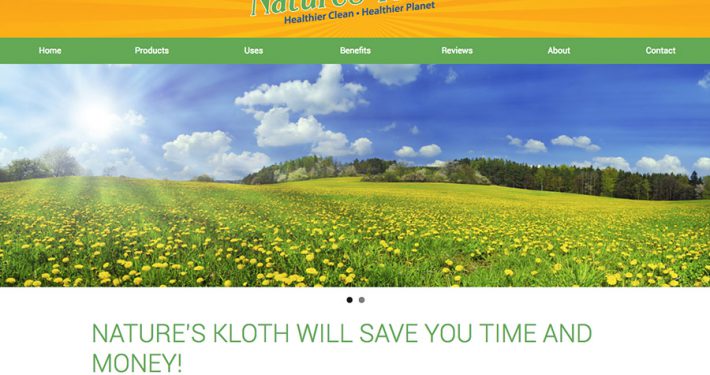 Nature's
Healthier Clean • Healthier Planet
Home
Products
Uses
Benefits
Reviews
About
Contact
NATURE'S KLOTH WILL SAVE YOU TIME AND
MONEY!